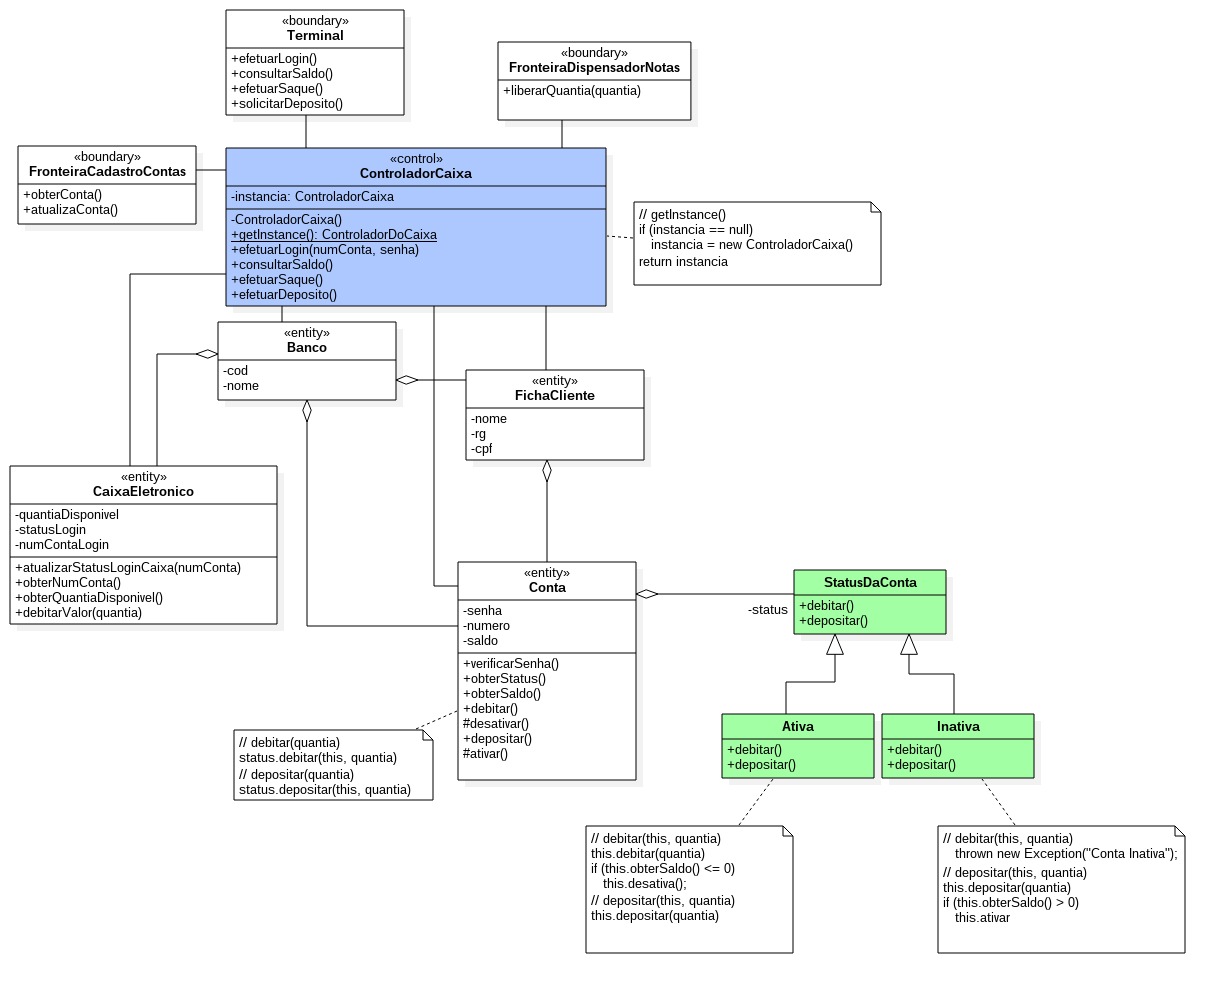 «boundary»
Terminal
+efetuarLogin()
+consultarSaldo()
+efetuarSaque()
+solicitarDeposito()
«boundary»
FronteiraDispensadorNotas
+liberarQuantia(quantia)
«boundary»
FronteiraCadastroContas
+obterConta()
+atualizaConta()
«control»
ControladorCaixa
-instancia: ControladorCaixa
-ControladorCaixa()
+getInstance(): ControladorDoCaixa
+efetuarLogin(numConta, senha)
+consultarSaldo()
+efetuarSaque()
+efetuarDeposito()
// getInstance()
if (instancia == null)
instancia = new ControladorCaixa()
return instancia
«entity»
Banco
-cod
-nome
«entity»
FichaCliente
-nome
-rg
-cpf
«entity»
CaixaEletronico
-quantiaDisponivel
-statusLogin
-numContaLogin
+atualizarStatusLoginCaixa(numConta)
+obterNumConta()
+obterQuantiaDisponivel()
+debitarValor(quantia)
«entity»
Conta
-senha
-numero
-saldo
+verificarSenha()
+obterStatus()
+obterSaldo()
+debitar()
#desativar()
+depositar()
#ativar()
-status
StatusDaConta
+debitar()
+depositar()
Ativa
+debitar()
+depositar()
Inativa
+debitar()
+depositar()
// debitar(quantia)
status.debitar(this, quantia)
// depositar(quantia)
status.depositar(this, quantia)
// debitar(this, quantia)
this.debitar(quantia)
if (this.obterSaldo() <= 0)
this.desativa();
// depositar(this, quantia)
this.depositar(quantia)
// debitar(this, quantia)
thrown new Exception("Conta Inativa");
// depositar(this, quantia)
this.depositar(quantia)
if (this.obterSaldo() > 0)
this.ativar